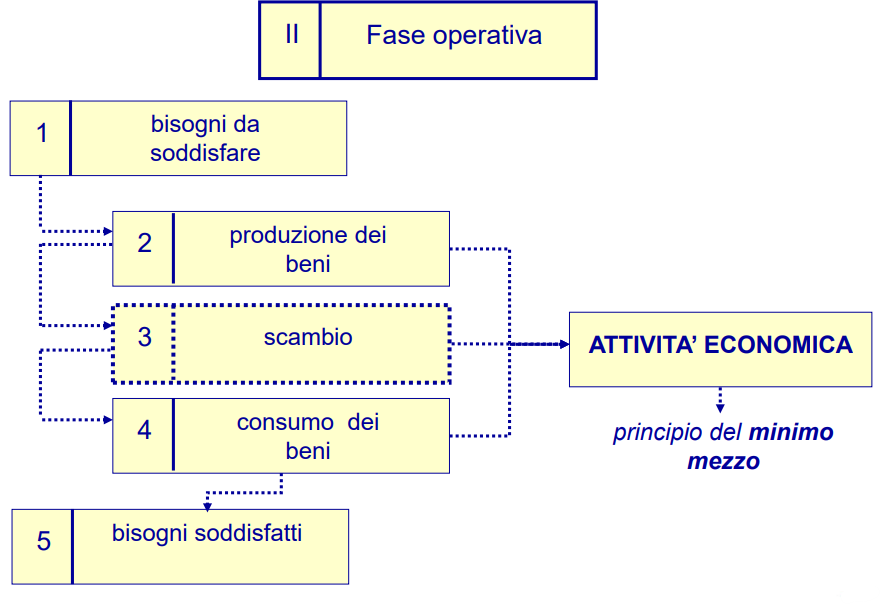 II Fase operativa
1 bisogni da
soddisfare
2 produzione dei
beni
3 scambio
ATTIVITA’ ECONOMICA
4 consumo dei
beni
principio del minimo
mezzo
5 bisogni soddisfatti